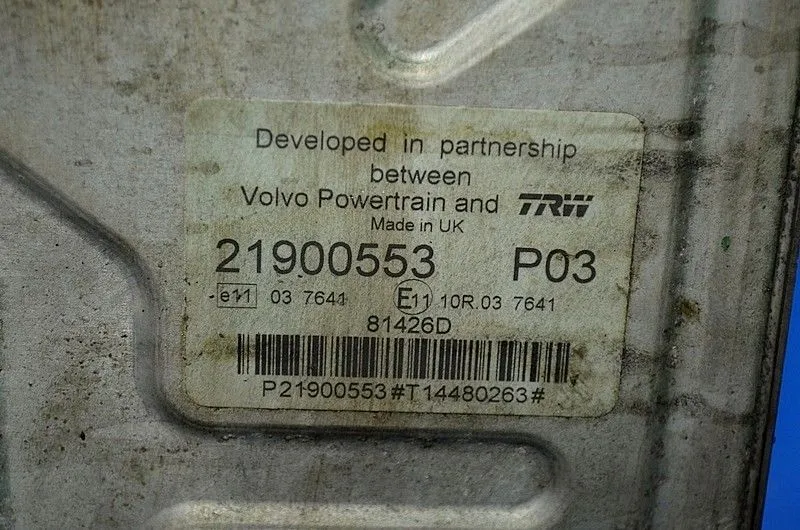 Developed in partnership
between
Volvo Powertrain and TRW
Made in UK
21900553 P03
e11 03 7641 E11 10R.03 7641
81426D
P21900553#T14480263#